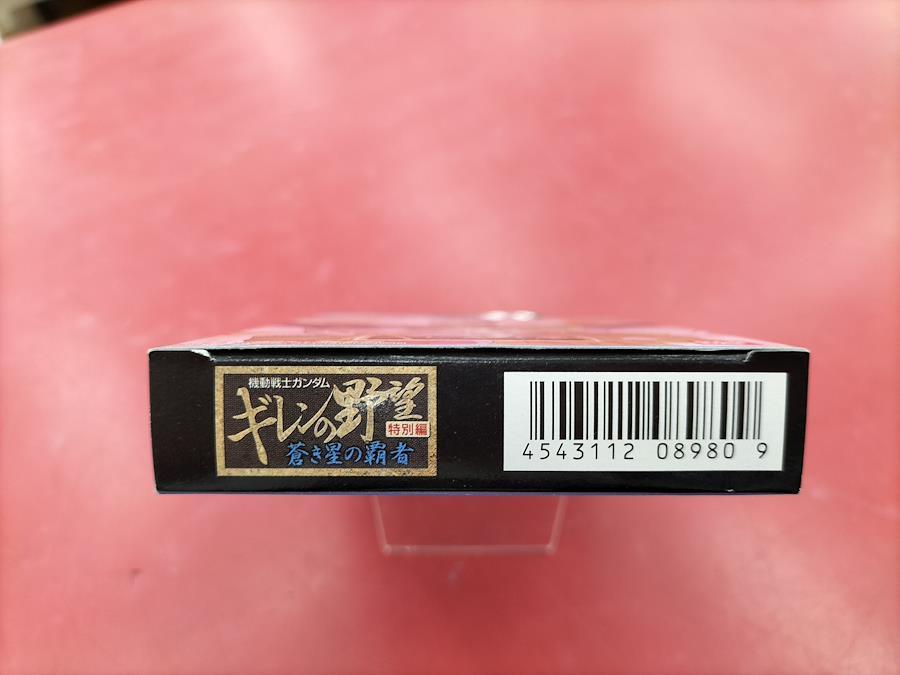 機動戦士ガンダム
ギレンの野望
特別編
蒼き星の覇者
4543112 08980 9